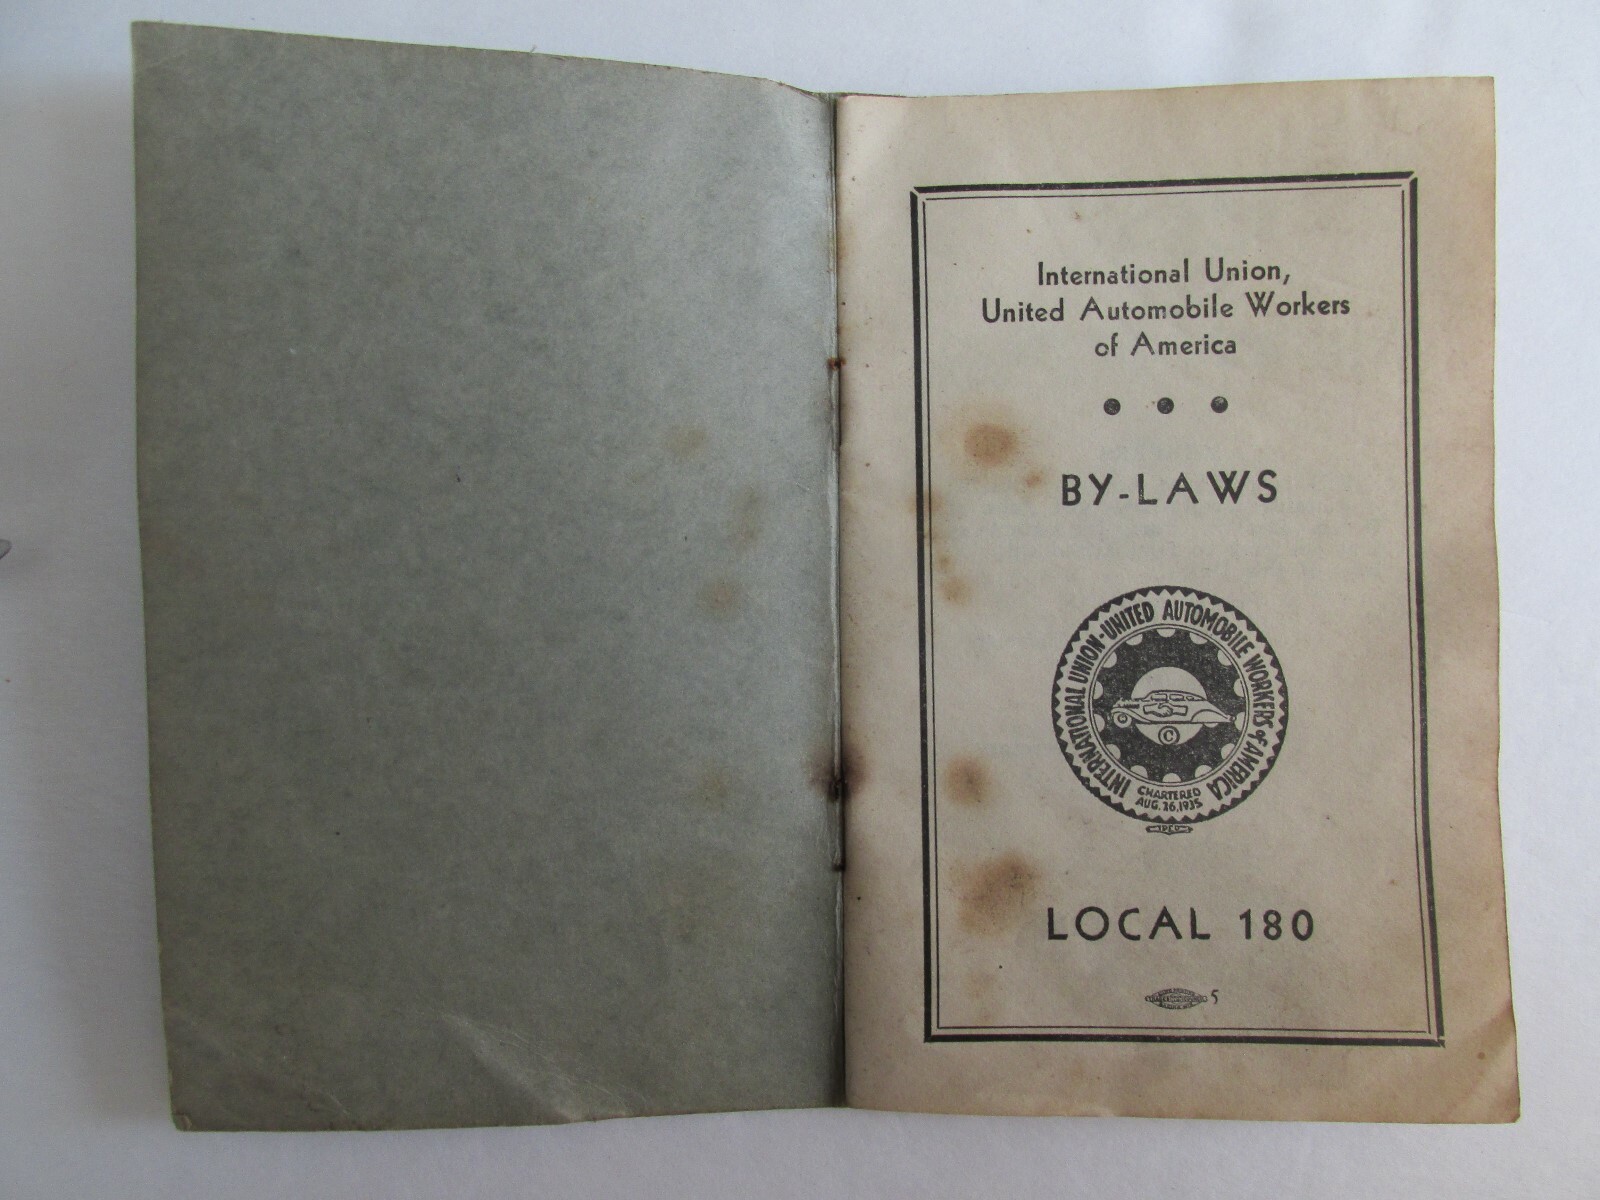 International Union,
United Automobile Workers
of America
BY-LAWS
INTERNATIONAL UNION-UNITED AUTOMOBILE WORKERS of AMERICA
©
CHARTERED
AUG. 26, 1935
LOCAL 180
5